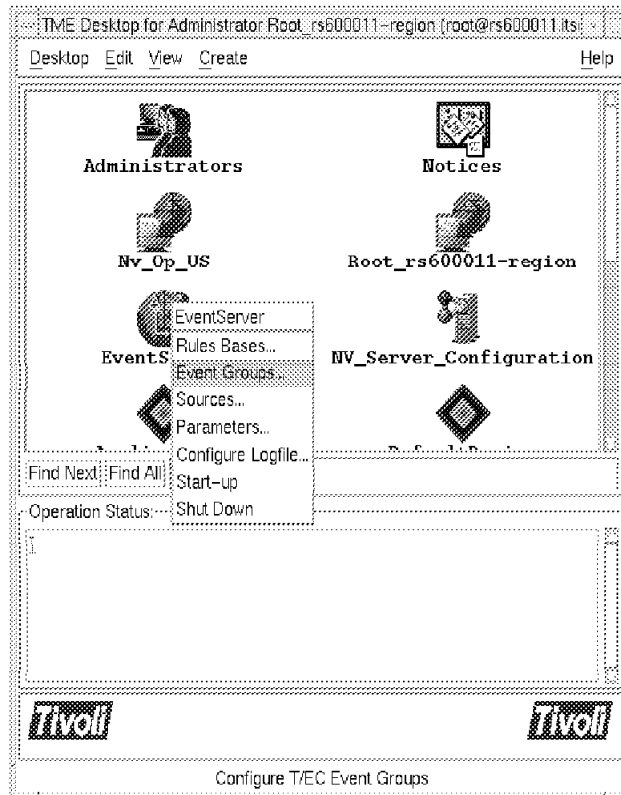 TME Desktop for Administrator Root_rs600011-region (root@rs600011.its
Desktop Edit View Create Help
Administrators Notices
Nv_Op_US Root_rs600011-region
EventServer
Rules Bases...
EventS NV_Server_Configuration
Event Groups...
Sources...
Parameters...
Configure Logfile...
Find Next Find All
Start-up
Operation Status: Shut Down
Tivoli Tivoli
Configure T/EC Event Groups